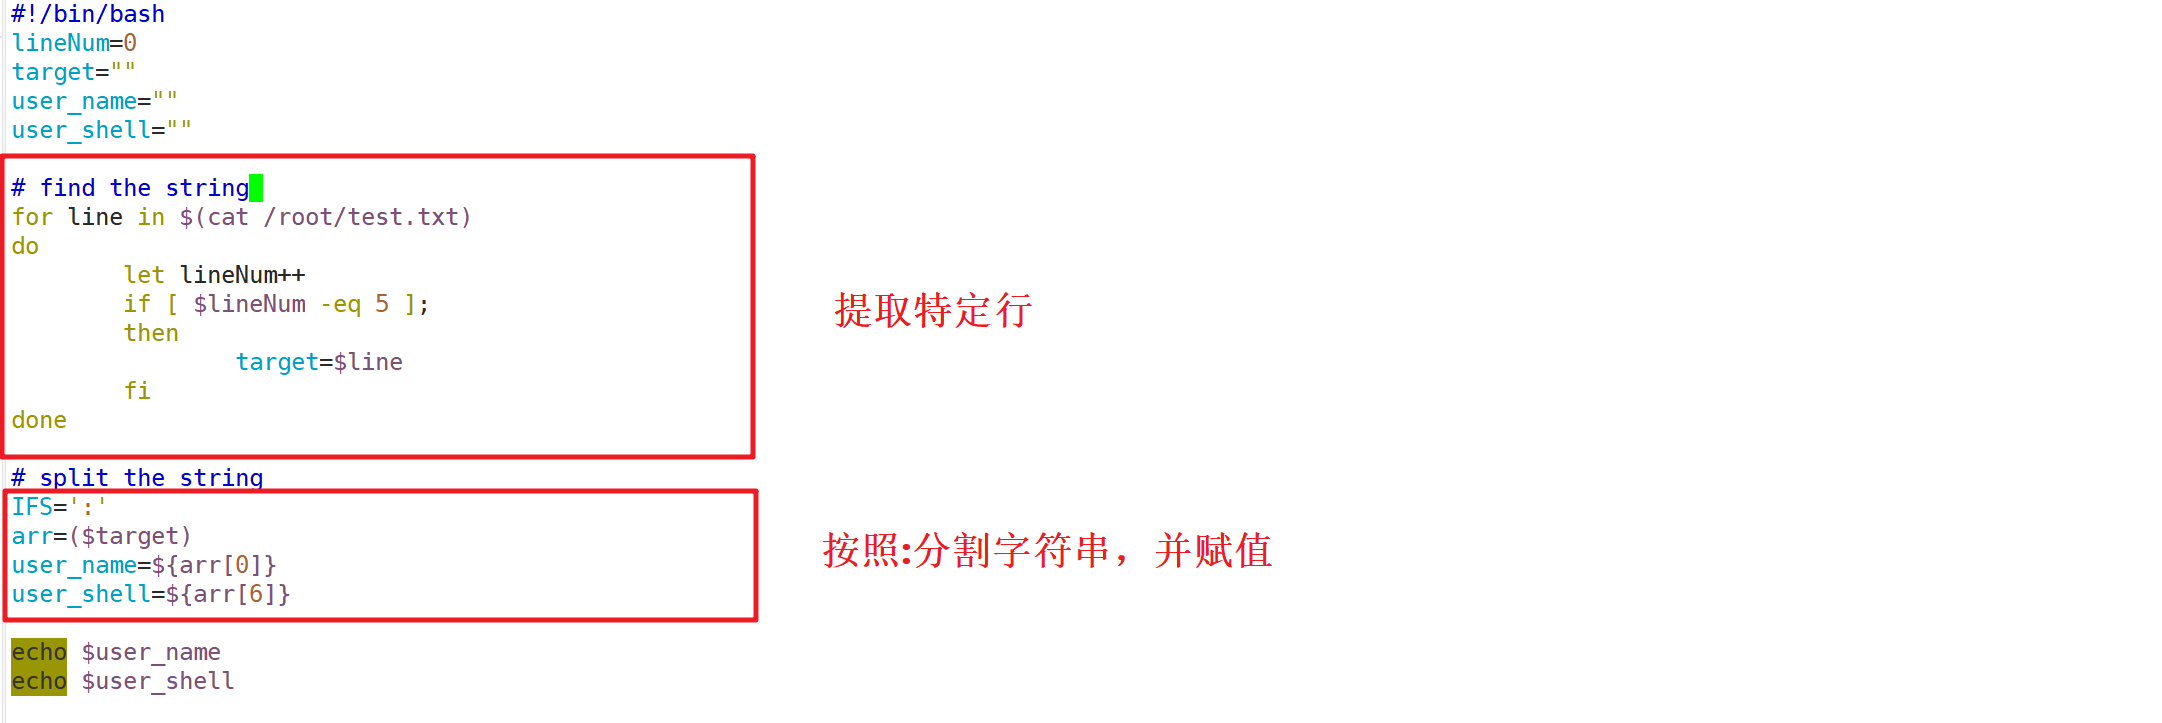 #!/bin/bash
lineNum=0
target=""
user_name=""
user_shell=""
# find the string
for line in $(cat /root/test.txt)
do
        let lineNum++
        if [ $lineNum -eq 5 ];
        then
                target=$line
        fi
done
提取特定行
# split the string
IFS=':'
arr=($target)
user_name=${arr[0]}
user_shell=${arr[6]}
按照:分割字符串，并赋值
echo $user_name
echo $user_shell